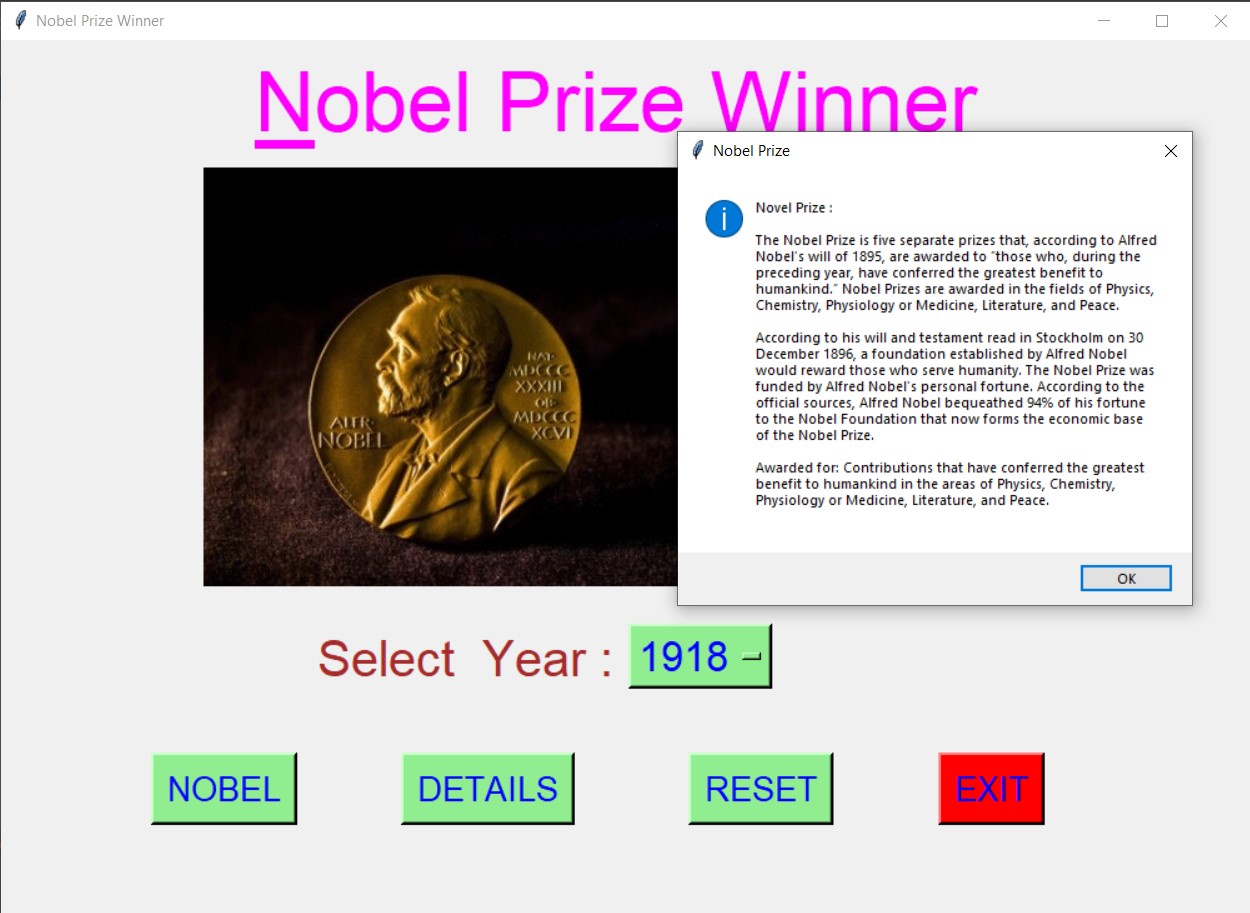 Nobel Prize Winner
Nobel Prize Winner
ALFR·
NOBEL
NAT·
MDCCC
XXXIII
OB·
MDCCC
XCVI
Nobel Prize
Novel Prize :
The Nobel Prize is five separate prizes that, according to Alfred
Nobel's will of 1895, are awarded to "those who, during the
preceding year, have conferred the greatest benefit to
humankind." Nobel Prizes are awarded in the fields of Physics,
Chemistry, Physiology or Medicine, Literature, and Peace.
According to his will and testament read in Stockholm on 30
December 1896, a foundation established by Alfred Nobel
would reward those who serve humanity. The Nobel Prize was
funded by Alfred Nobel's personal fortune. According to the
official sources, Alfred Nobel bequeathed 94% of his fortune
to the Nobel Foundation that now forms the economic base
of the Nobel Prize.
Awarded for: Contributions that have conferred the greatest
benefit to humankind in the areas of Physics, Chemistry,
Physiology or Medicine, Literature, and Peace.
OK
Select Year : 1918
NOBEL DETAILS RESET EXIT